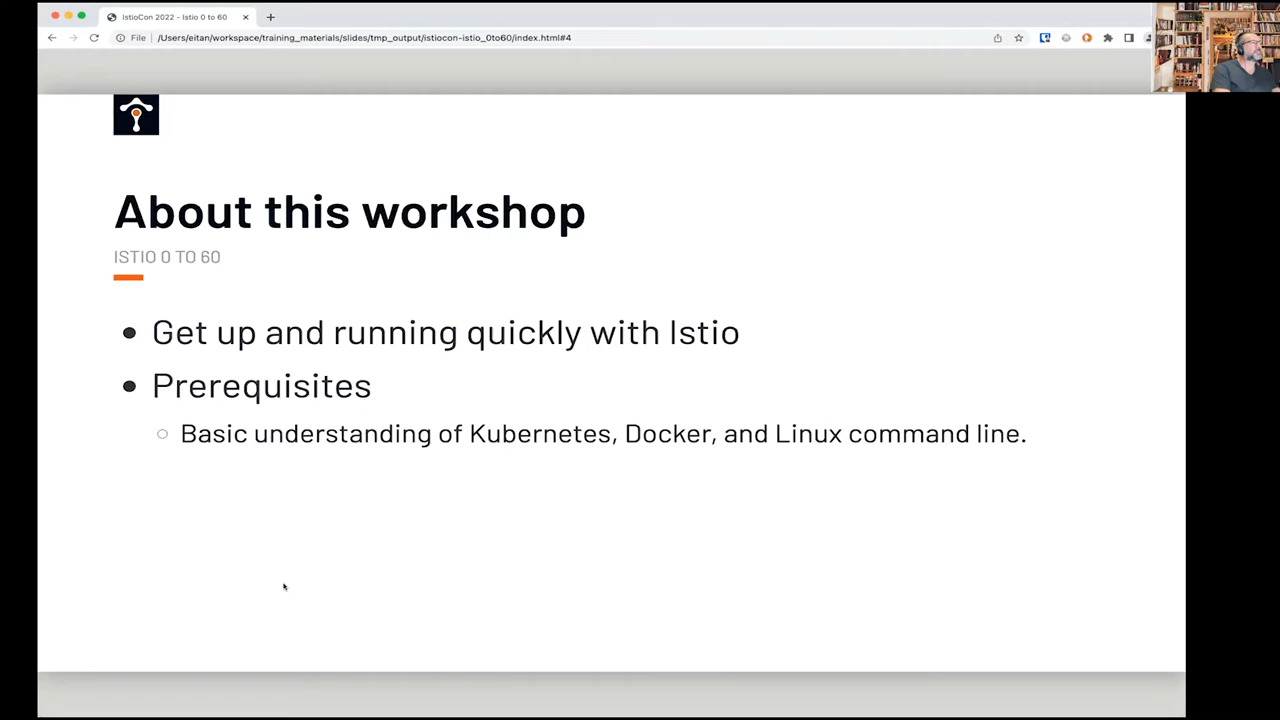 IstioCon 2022 - Istio 0 to 60
File
/Users/eitan/workspace/training_materials/slides/tmp_output/istiocon-istio_0to60/index.html#4
About this workshop
ISTIO 0 TO 60
Get up and running quickly with Istio
Prerequisites
Basic understanding of Kubernetes, Docker, and Linux command line.